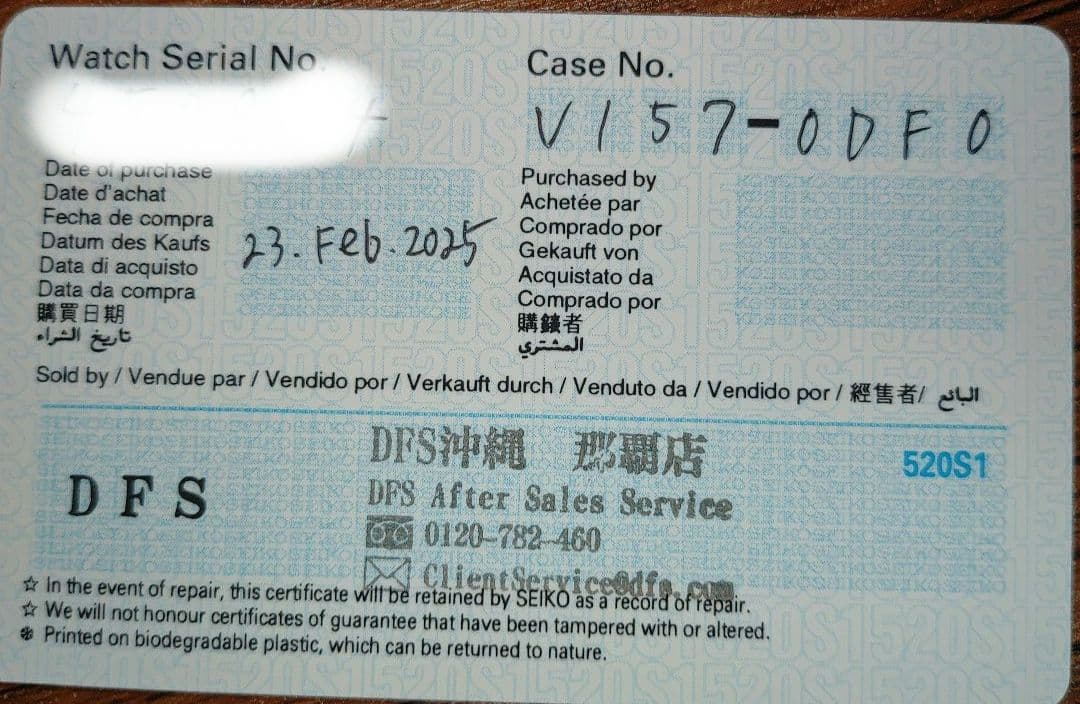 Watch Serial No.
Case No.
V157-0DF0
Date of purchase
Date d'achat
Fecha de compra
Datum des Kaufs
Data di acquisto
Data da compra
購買日期
تاريخ الشراء
23. Feb. 2025
Purchased by
Achetée par
Comprado por
Gekauft von
Acquistato da
Comprado por
購錶者
المشتري
Sold by / Vendue par / Vendido por / Verkauft durch / Venduto da / Vendido por / 經售者/ البائع
DFS
DFS沖縄 那覇店
DFS After Sales Service
0120-782-460
ClientService@dfs.com
520S1
☆ In the event of repair, this certificate will be retained by SEIKO as a record of repair.
☆ We will not honour certificates of guarantee that have been tampered with or altered.
Printed on biodegradable plastic, which can be returned to nature.